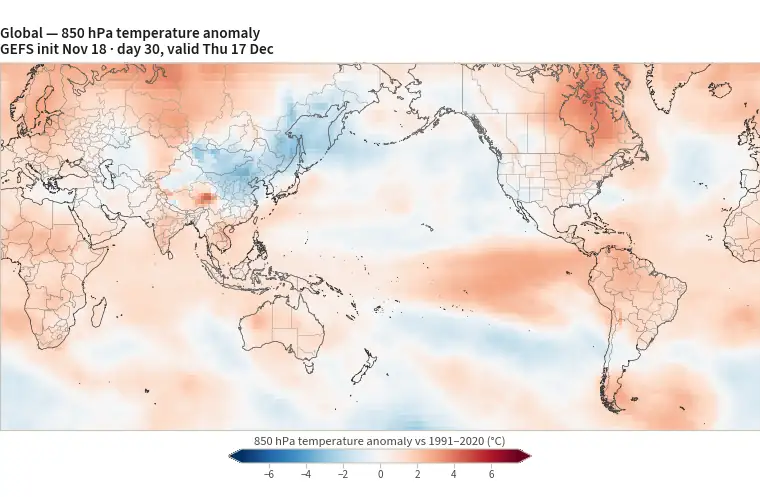 Global — 850 hPa temperature anomaly
GEFS init Nov 18 · day 30, valid Thu 17 Dec
850 hPa temperature anomaly vs 1991–2020 (°C)
−6 −4 −2 0 2 4 6